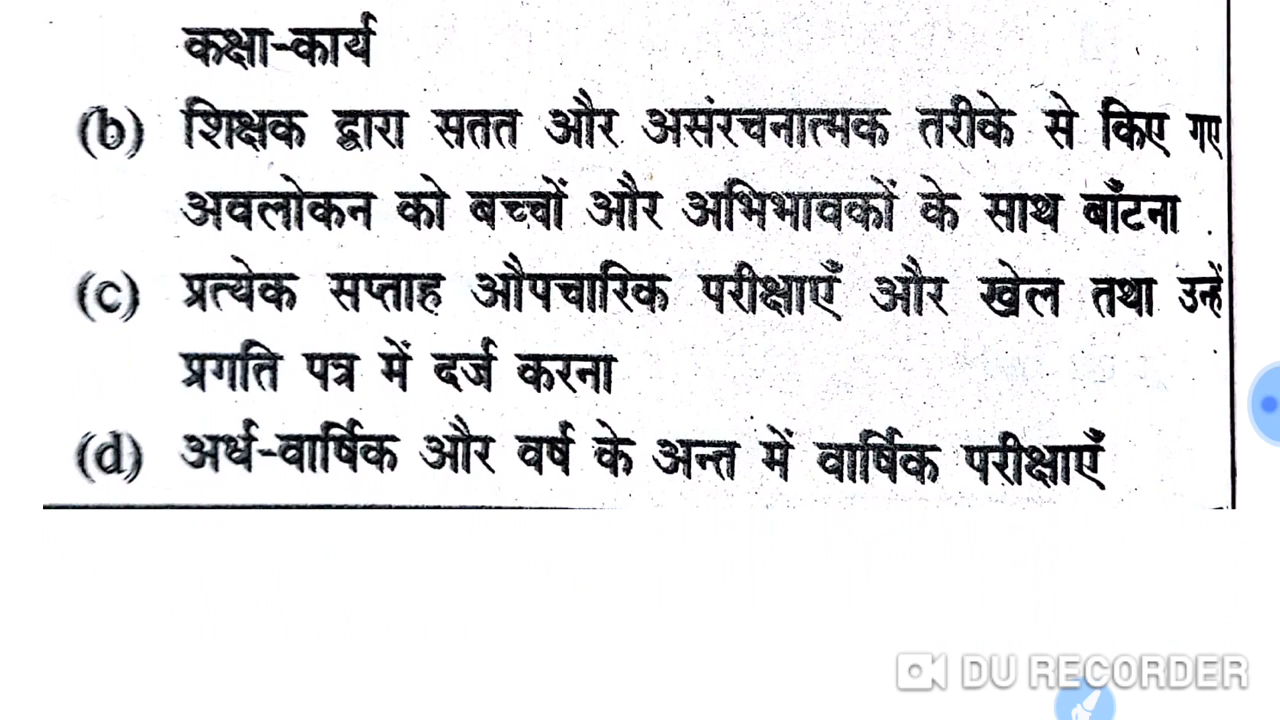 कक्षा-कार्य
(b) शिक्षक द्वारा सतत और असंरचनात्मक तरीके से किए गए
अवलोकन को बच्चों और अभिभावकों के साथ बाँटना
(c) प्रत्येक सप्ताह औपचारिक परीक्षाएँ और खेल तथा उन्हें
प्रगति पत्र में दर्ज करना
(d) अर्ध-वार्षिक और वर्ष के अन्त में वार्षिक परीक्षाएँ
DU RECORDER